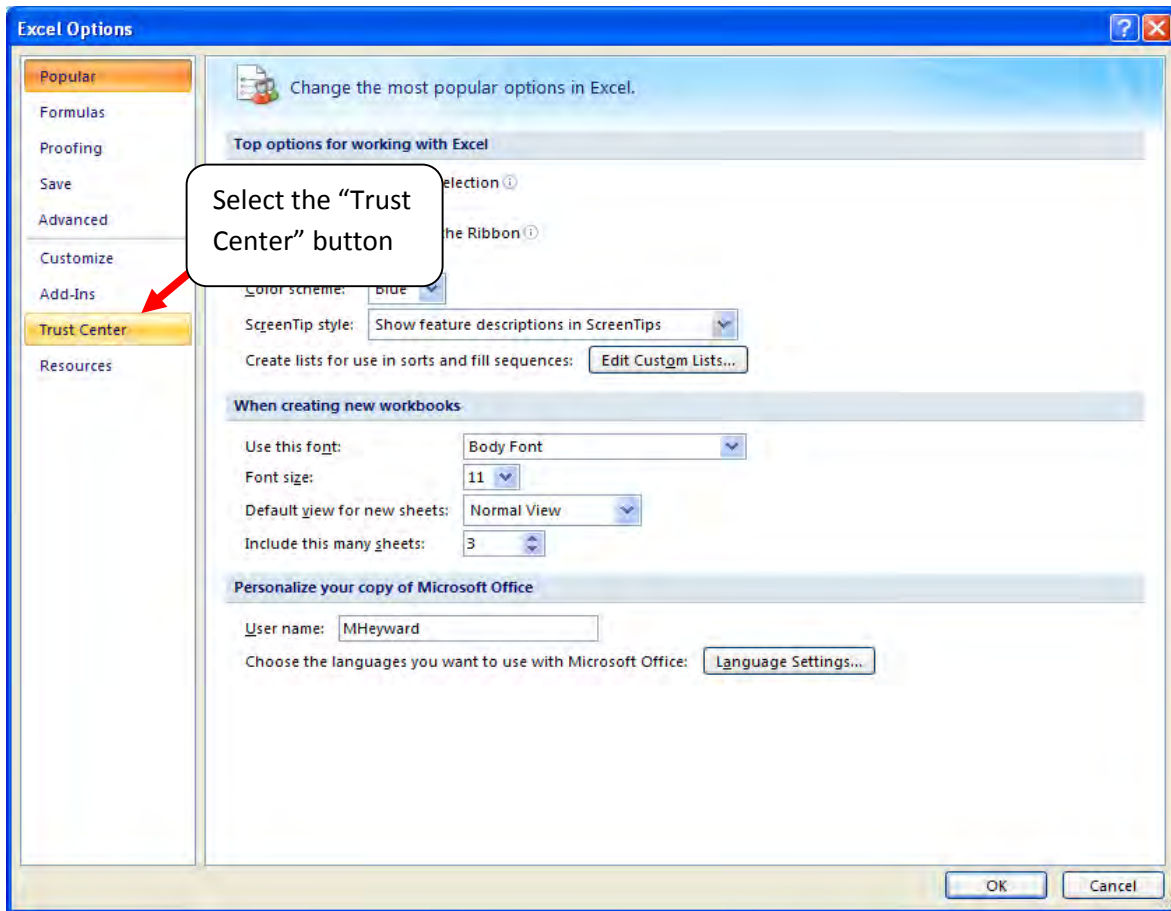 Excel Options
Popular
Formulas
Proofing
Save
Advanced
Customize
Add-Ins
Trust Center
Resources
Change the most popular options in Excel.
Top options for working with Excel
election
Select the “Trust
Center” button
he Ribbon
Color scheme: Blue
ScreenTip style: Show feature descriptions in ScreenTips
Create lists for use in sorts and fill sequences: Edit Custom Lists...
When creating new workbooks
Use this font: Body Font
Font size: 11
Default view for new sheets: Normal View
Include this many sheets: 3
Personalize your copy of Microsoft Office
User name: MHeyward
Choose the languages you want to use with Microsoft Office: Language Settings...
OK Cancel